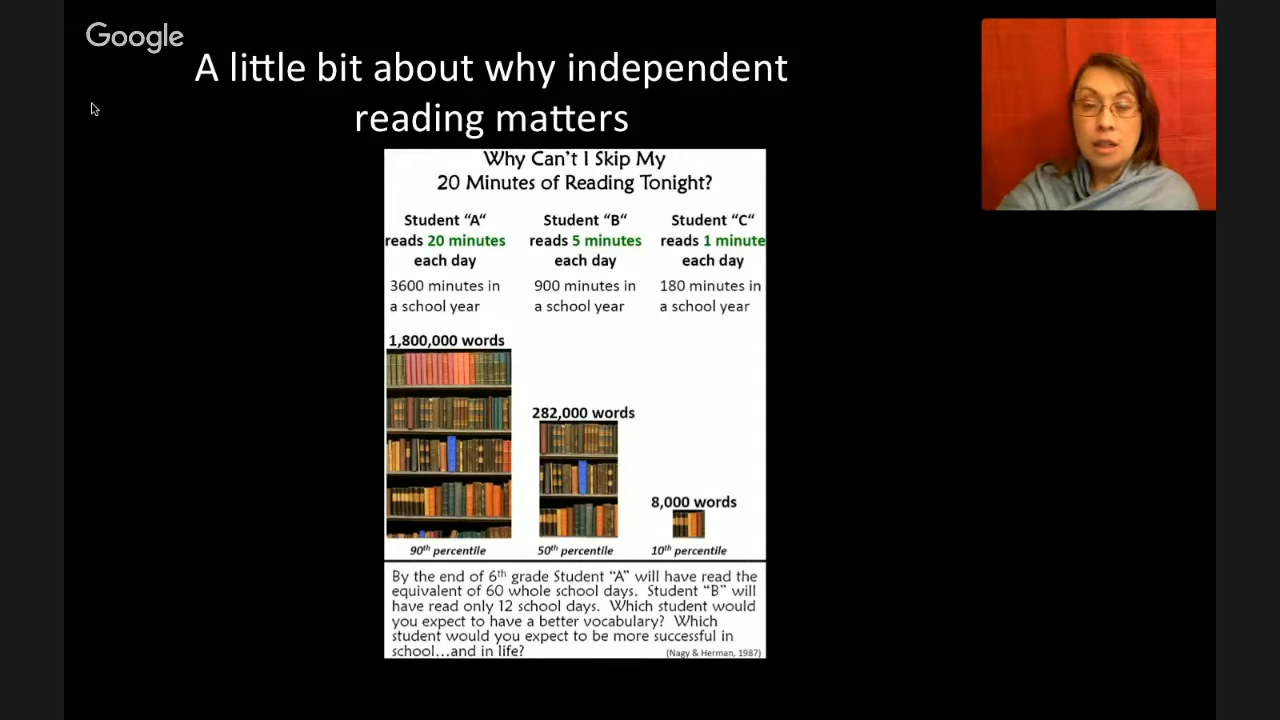 Google
A little bit about why independent
reading matters
Why Can't I Skip My
20 Minutes of Reading Tonight?
Student "A"
reads 20 minutes
each day
3600 minutes in
a school year
1,800,000 words
90th percentile
Student "B"
reads 5 minutes
each day
900 minutes in
a school year
282,000 words
50th percentile
Student "C"
reads 1 minute
each day
180 minutes in
a school year
8,000 words
10th percentile
By the end of 6th grade Student "A" will have read the
equivalent of 60 whole school days. Student "B" will
have read only 12 school days. Which student would
you expect to have a better vocabulary? Which
student would you expect to be more successful in
school...and in life?
(Nagy & Herman, 1987)